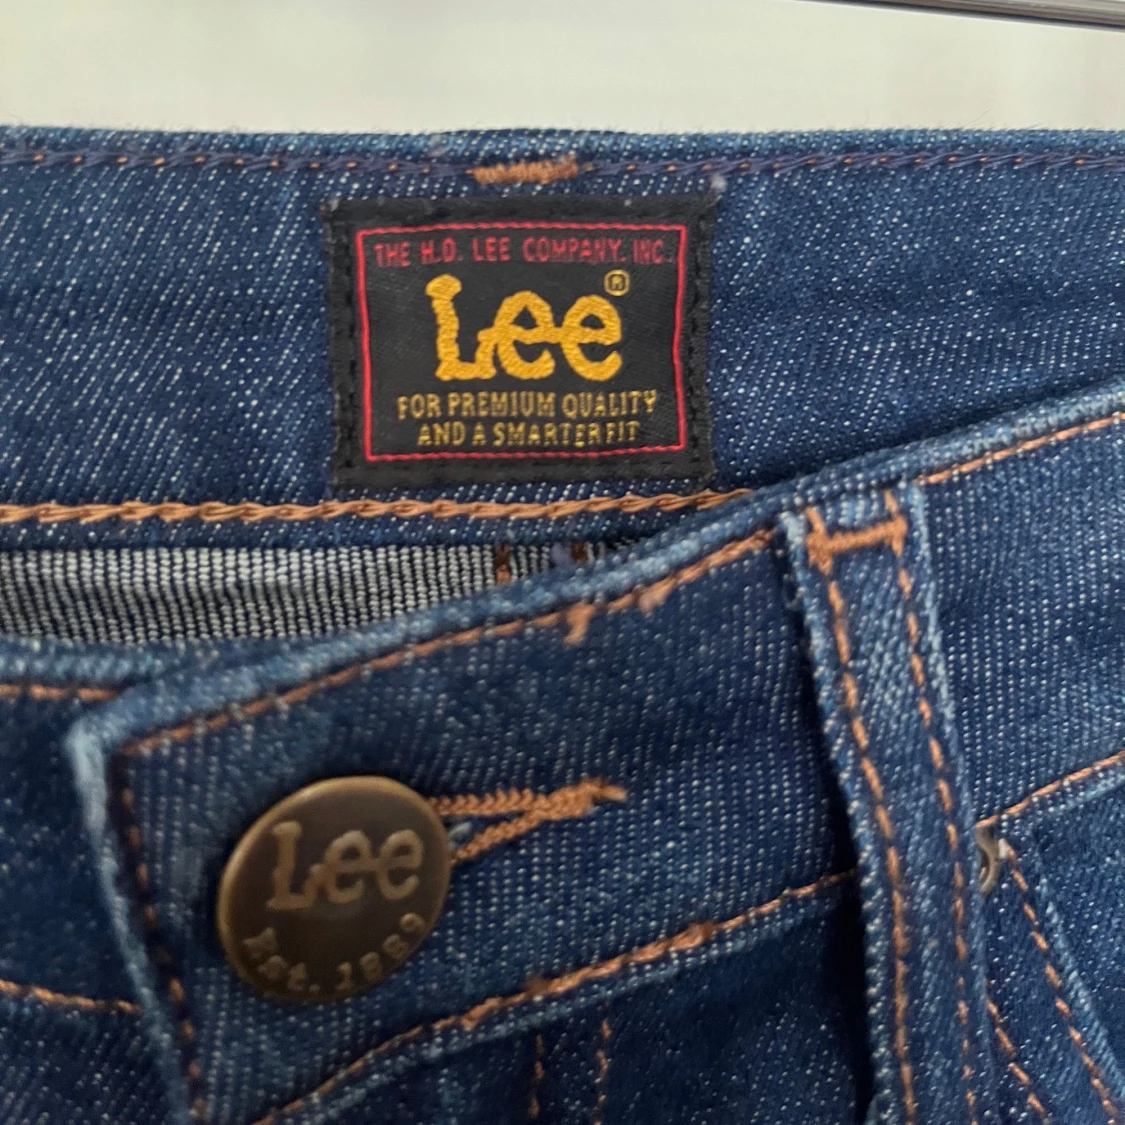 THE H.D. LEE COMPANY. INC.
Lee®
FOR PREMIUM QUALITY
AND A SMARTER FIT
Lee
Est. 1889